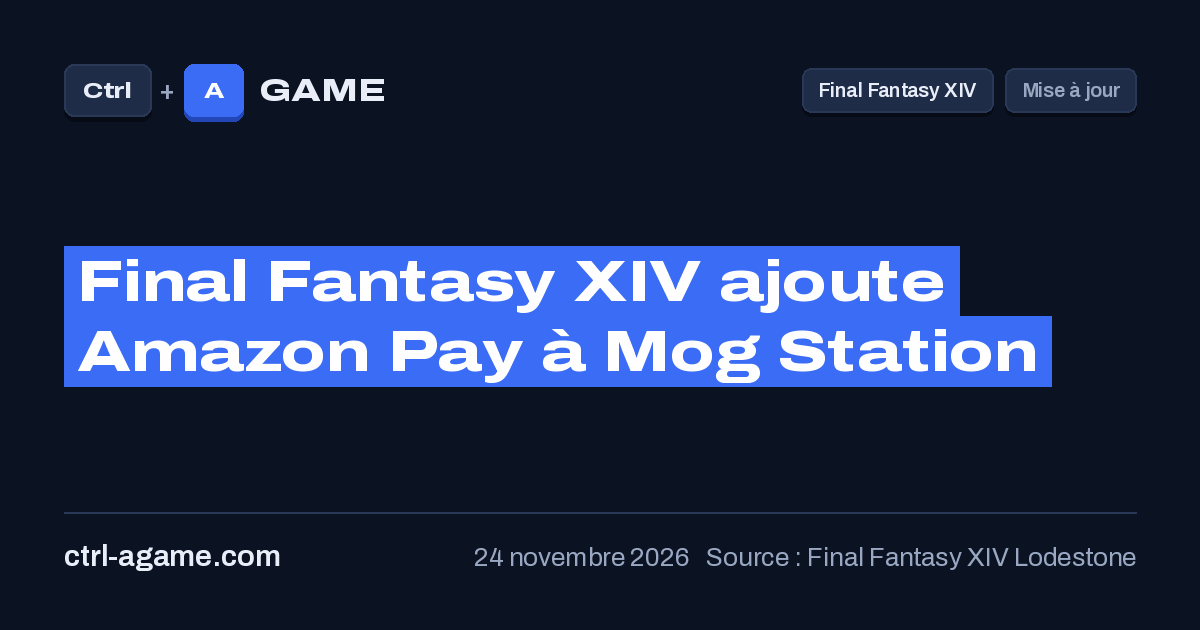 Ctrl + A GAME
Final Fantasy XIV
Mise à jour
Final Fantasy XIV ajoute
Amazon Pay à Mog Station
ctrl-agame.com
24 novembre 2026 Source : Final Fantasy XIV Lodestone